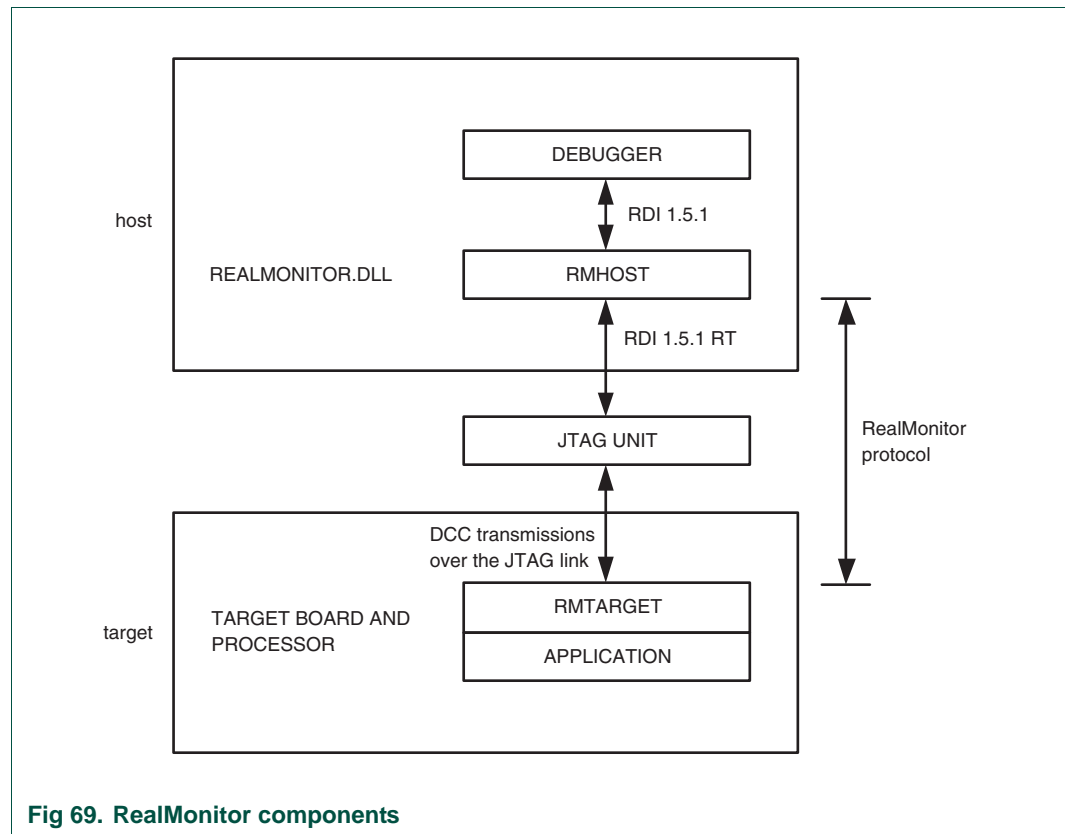 DEBUGGER
RDI 1.5.1
host
REALMONITOR.DLL
RMHOST
RDI 1.5.1 RT
JTAG UNIT
RealMonitor
protocol
DCC transmissions
over the JTAG link
target
TARGET BOARD AND
PROCESSOR
RMTARGET
APPLICATION
Fig 69. RealMonitor components